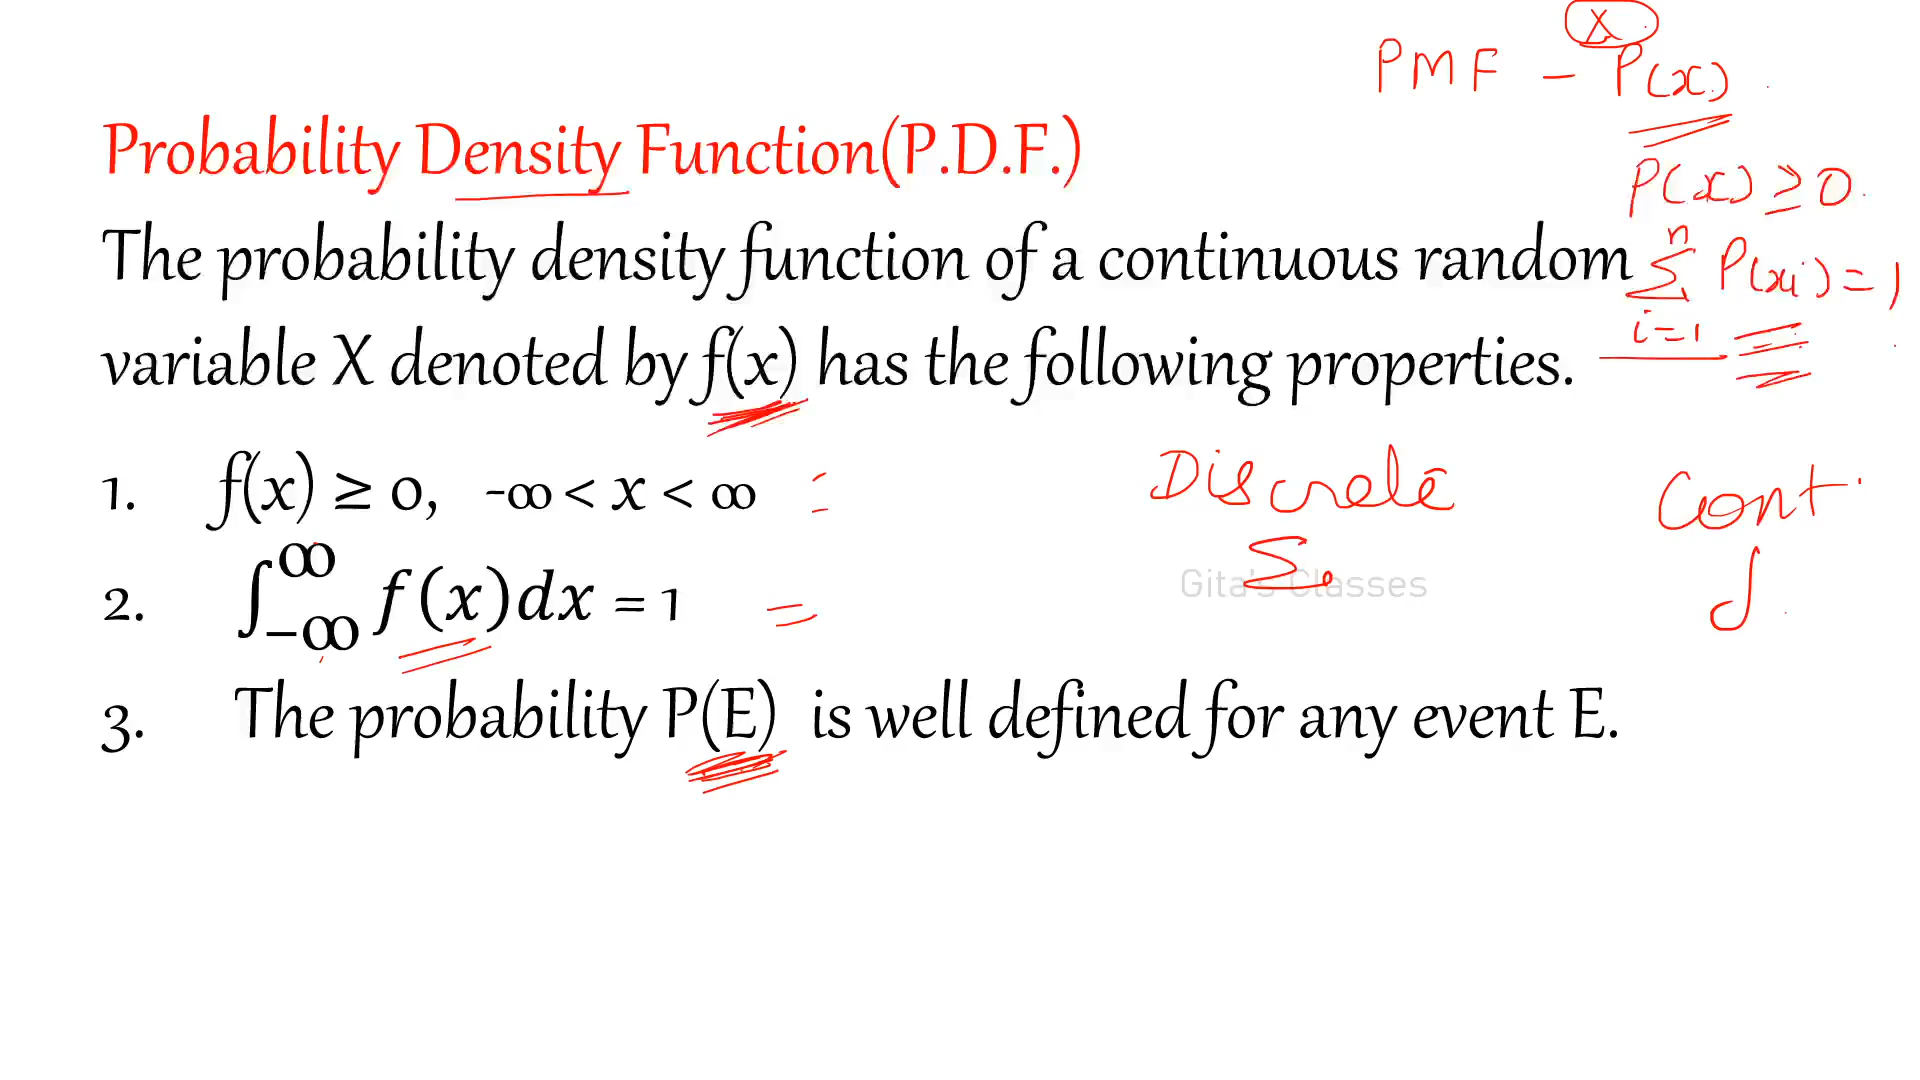 X
PMF – P(x)
Probability Density Function(P.D.F.)
P(x) ≥ 0
The probability density function of a continuous random
n
∑ P(xi) = 1
i=1
variable X denoted by f(x) has the following properties.
1. f(x) ≥ 0, -∞ < x < ∞
Discrete Cont.
2. ∫_{-∞}^{∞} f(x)dx = 1
∑ ∫
Gita's Classes
3. The probability P(E) is well defined for any event E.